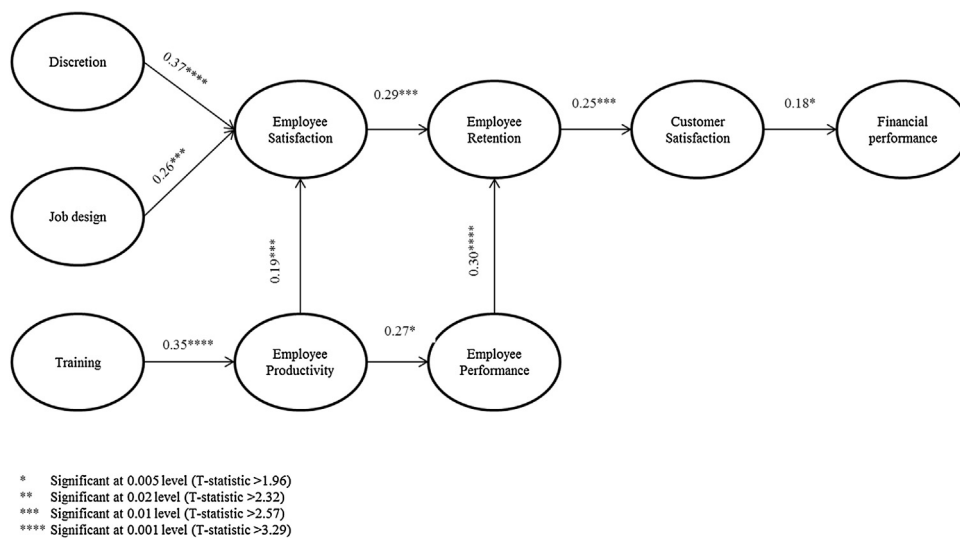 Discretion
0.37****
Employee
Satisfaction
0.29***
Employee
Retention
0.25***
Customer
Satisfaction
0.18*
Financial
performance
0.26***
Job design
0.19***
0.30****
Training
0.35****
Employee
Productivity
0.27*
Employee
Performance
* Significant at 0.005 level (T-statistic >1.96)
** Significant at 0.02 level (T-statistic >2.32)
*** Significant at 0.01 level (T-statistic >2.57)
**** Significant at 0.001 level (T-statistic >3.29)